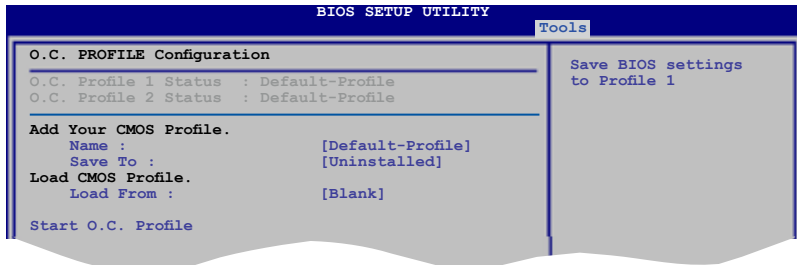 BIOS SETUP UTILITY
Tools
O.C. PROFILE Configuration
O.C. Profile 1 Status : Default-Profile
O.C. Profile 2 Status : Default-Profile
Add Your CMOS Profile.
Name : [Default-Profile]
Save To : [Uninstalled]
Load CMOS Profile.
Load From : [Blank]
Start O.C. Profile
Save BIOS settings
to Profile 1